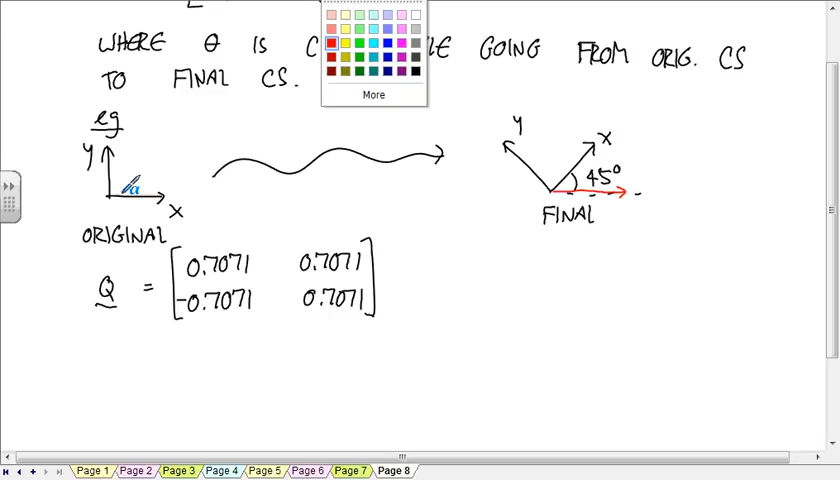 WHERE θ IS GOING FROM ORIG. CS
TO FINAL CS.
More
eg
y
x
ORIGINAL
y
x
45°
FINAL
Q = [ 0.7071 0.7071
-0.7071 0.7071 ]
Page 1 Page 2 Page 3 Page 4 Page 5 Page 6 Page 7 Page 8